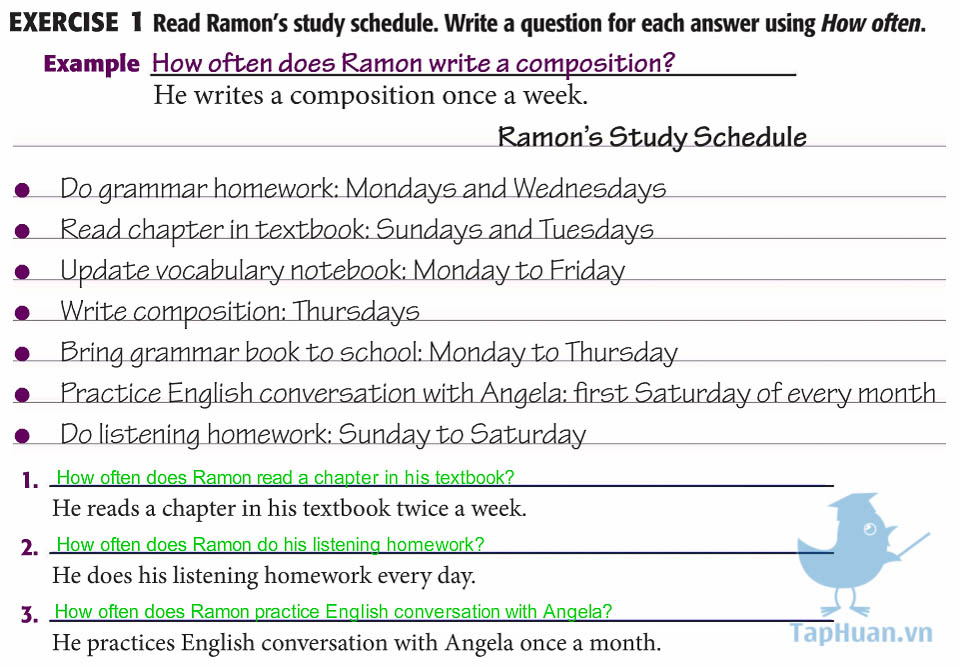 EXERCISE 1 Read Ramon's study schedule. Write a question for each answer using How often.
Example How often does Ramon write a composition?
He writes a composition once a week.
Ramon's Study Schedule
● Do grammar homework: Mondays and Wednesdays
● Read chapter in textbook: Sundays and Tuesdays
● Update vocabulary notebook: Monday to Friday
● Write composition: Thursdays
● Bring grammar book to school: Monday to Thursday
● Practice English conversation with Angela: first Saturday of every month
● Do listening homework: Sunday to Saturday
1. How often does Ramon read a chapter in his textbook?
He reads a chapter in his textbook twice a week.
2. How often does Ramon do his listening homework?
He does his listening homework every day.
3. How often does Ramon practice English conversation with Angela?
He practices English conversation with Angela once a month.
TapHuan.vn